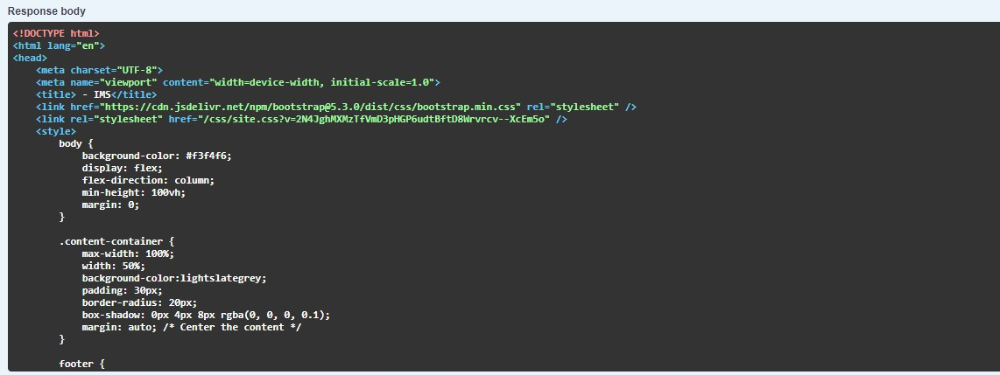 Response body
<!DOCTYPE html>
<html lang="en">
<head>
    <meta charset="UTF-8">
    <meta name="viewport" content="width=device-width, initial-scale=1.0">
    <title> - IMS</title>
    <link href="https://cdn.jsdelivr.net/npm/bootstrap@5.3.0/dist/css/bootstrap.min.css" rel="stylesheet" />
    <link rel="stylesheet" href="/css/site.css?v=2N4JghMXMzTfVmD3pHGP6udtBftD8Wrvrcv--XcEm5o" />
    <style>
        body {
            background-color: #f3f4f6;
            display: flex;
            flex-direction: column;
            min-height: 100vh;
            margin: 0;
        }

        .content-container {
            max-width: 100%;
            width: 50%;
            background-color:lightslategrey;
            padding: 30px;
            border-radius: 20px;
            box-shadow: 0px 4px 8px rgba(0, 0, 0, 0.1);
            margin: auto; /* Center the content */
        }

        footer {